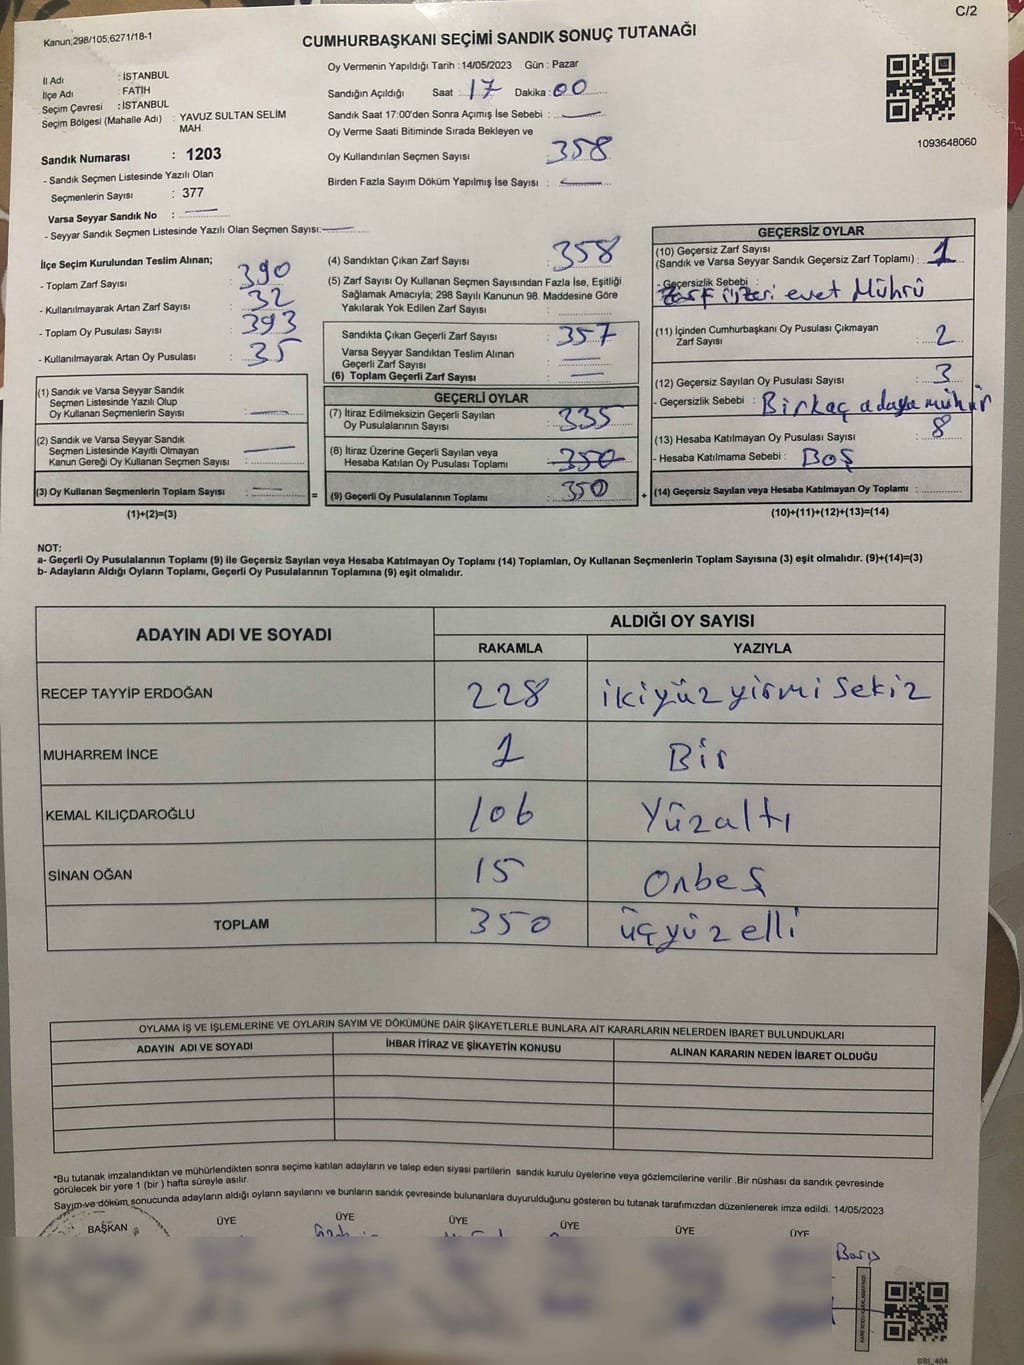 C/2
Kanun;298/105;6271/18-1
CUMHURBAŞKANI SEÇİMİ SANDIK SONUÇ TUTANAĞI
İl Adı : İSTANBUL
İlçe Adı : FATİH
Seçim Çevresi : İSTANBUL
Seçim Bölgesi (Mahalle Adı) : YAVUZ SULTAN SELİM MAH.
Sandık Numarası : 1203
- Sandık Seçmen Listesinde Yazılı Olan
Seçmenlerin Sayısı : 377
Varsa Seyyar Sandık No :
- Seyyar Sandık Seçmen Listesinde Yazılı Olan Seçmen Sayısı:
Oy Vermenin Yapıldığı Tarih : 14/05/2023 Gün : Pazar
Sandığın Açıldığı Saat : 17 Dakika : 00
Sandık Saat 17:00'den Sonra Açımış İse Sebebi :
Oy Verme Saati Bitiminde Sırada Bekleyen ve
Oy Kullandırılan Seçmen Sayısı : 358
Birden Fazla Sayım Döküm Yapılmış İse Sayısı :
1093648060
İlçe Seçim Kurulundan Teslim Alınan;
- Toplam Zarf Sayısı : 390
- Kullanılmayarak Artan Zarf Sayısı : 32
- Toplam Oy Pusulası Sayısı : 393
- Kullanılmayarak Artan Oy Pusulası : 35
(1) Sandık ve Varsa Seyyar Sandık
Seçmen Listesinde Yazılı Olup
Oy Kullanan Seçmenlerin Sayısı :
(2) Sandık ve Varsa Seyyar Sandık
Seçmen Listesinde Kayıtlı Olmayan
Kanun Gereği Oy Kullanan Seçmen Sayısı :
(3) Oy Kullanan Seçmenlerin Toplam Sayısı :
(1)+(2)=(3)
=
(4) Sandıktan Çıkan Zarf Sayısı : 358
(5) Zarf Sayısı Oy Kullanan Seçmen Sayısından Fazla İse, Eşitliği
Sağlamak Amacıyla; 298 Sayılı Kanunun 98. Maddesine Göre
Yakılarak Yok Edilen Zarf Sayısı :
Sandıkta Çıkan Geçerli Zarf Sayısı : 357
Varsa Seyyar Sandıktan Teslim Alınan
Geçerli Zarf Sayısı :
(6) Toplam Geçerli Zarf Sayısı :
GEÇERLİ OYLAR
(7) İtiraz Edilmeksizin Geçerli Sayılan
Oy Pusulalarının Sayısı : 335
(8) İtiraz Üzerine Geçerli Sayılan veya
Hesaba Katılan Oy Pusulası Toplamı : 350
(9) Geçerli Oy Pusulalarının Toplamı : 350
+
GEÇERSİZ OYLAR
(10) Geçersiz Zarf Sayısı
(Sandık ve Varsa Seyyar Sandık Geçersiz Zarf Toplamı) : 1
- Geçersizlik Sebebi :
Zarf üzeri evet Mührü
(11) İçinden Cumhurbaşkanı Oy Pusulası Çıkmayan
Zarf Sayısı : 2
(12) Geçersiz Sayılan Oy Pusulası Sayısı : 3
- Geçersizlik Sebebi : Birkaç adaya mühür
(13) Hesaba Katılmayan Oy Pusulası Sayısı : 8
- Hesaba Katılmama Sebebi : Boş
(14) Geçersiz Sayılan veya Hesaba Katılmayan Oy Toplamı :
(10)+(11)+(12)+(13)=(14)
NOT:
a- Geçerli Oy Pusulalarının Toplamı (9) ile Geçersiz Sayılan veya Hesaba Katılmayan Oy Toplamı (14) Toplamları, Oy Kullanan Seçmenlerin Toplam Sayısına (3) eşit olmalıdır. (9)+(14)=(3)
b- Adayların Aldığı Oyların Toplamı, Geçerli Oy Pusulalarının Toplamına (9) eşit olmalıdır.
ADAYIN ADI VE SOYADI
ALDIĞI OY SAYISI
RAKAMLA YAZIYLA
RECEP TAYYİP ERDOĞAN 228 ikiyüzyirmisekiz
MUHARREM İNCE 1 Bir
KEMAL KILIÇDAROĞLU 106 Yüzaltı
SİNAN OĞAN 15 Onbeş
TOPLAM 350 üçyüzelli
OYLAMA İŞ VE İŞLEMLERİNE VE OYLARIN SAYIM VE DÖKÜMÜNE DAİR ŞİKAYETLERLE BUNLARA AİT KARARLARIN NELERDEN İBARET BULUNDUKLARI
ADAYIN ADI VE SOYADI İHBAR İTİRAZ VE ŞİKAYETİN KONUSU ALINAN KARARIN NEDEN İBARET OLDUĞU
*Bu tutanak imzalandıktan ve mühürlendikten sonra seçime katılan adayların ve talep eden siyasi partilerin sandık kurulu üyelerine veya gözlemcilerine verilir .Bir nüshası da sandık çevresinde
görülecek bir yere 1 (bir ) hafta süreyle asılır.
Sayım ve döküm sonucunda adayların aldığı oyların sayılarını ve bunların sandık çevresinde bulunanlara duyurulduğunu gösteren bu tutanak tarafımızdan düzenlenerek imza edildi. 14/05/2023
BAŞKAN ÜYE ÜYE ÜYE ÜYE ÜYE ÜYE
Barış
SBI_404